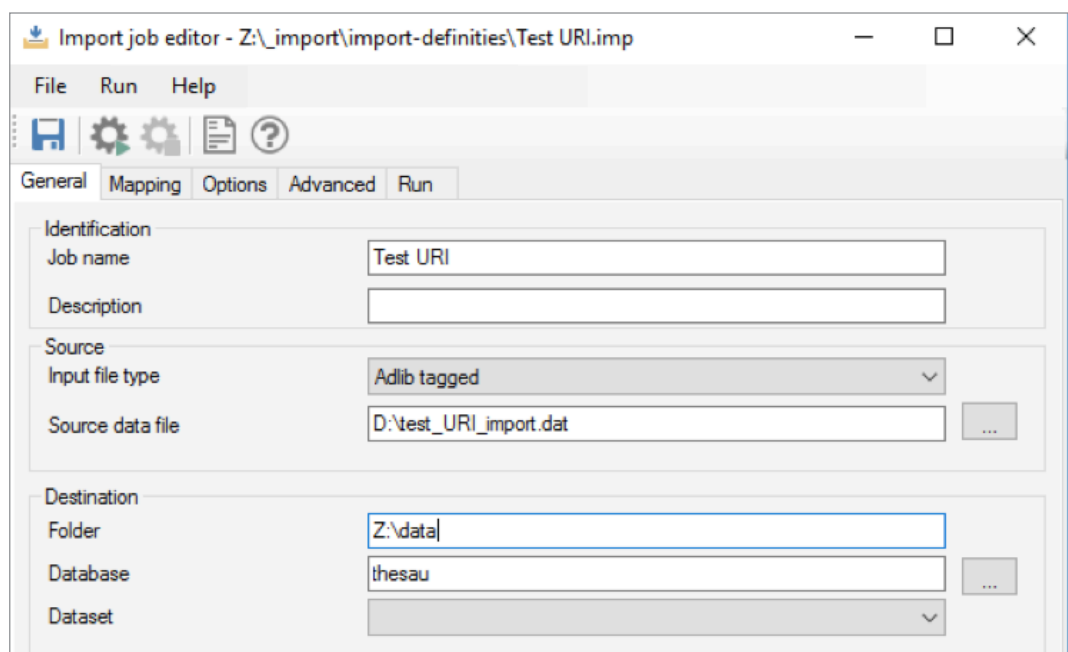 Import job editor - Z:\_import\import-definities\Test URI.imp
File Run Help
General Mapping Options Advanced Run
Identification
Job name Test URI
Description
Source
Input file type Adlib tagged
Source data file D:\test_URI_import.dat ...
Destination
Folder Z:\data
Database thesau ...
Dataset